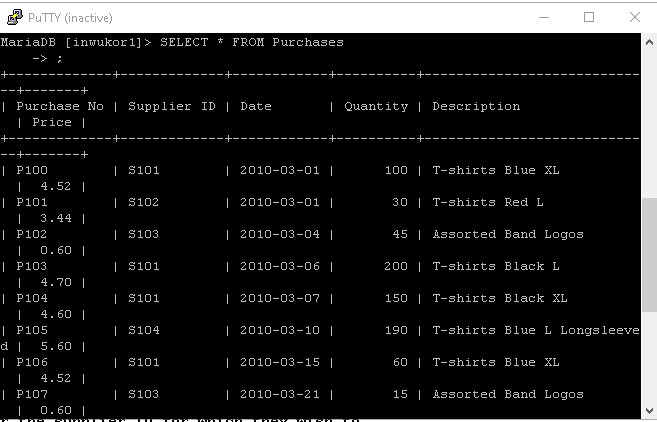 PuTTY (inactive)
MariaDB [inwukor1]> SELECT * FROM Purchases
    -> ;
+-------------+-------------+------------+----------+---------------------------
--+-------+
| Purchase No | Supplier ID | Date       | Quantity | Description
  | Price |
+-------------+-------------+------------+----------+---------------------------
--+-------+
| P100        | S101        | 2010-03-01 |      100 | T-shirts Blue XL
  |  4.52 |
| P101        | S102        | 2010-03-01 |       30 | T-shirts Red L
  |  3.44 |
| P102        | S103        | 2010-03-04 |       45 | Assorted Band Logos
  |  0.60 |
| P103        | S101        | 2010-03-06 |      200 | T-shirts Black L
  |  4.70 |
| P104        | S101        | 2010-03-07 |      150 | T-shirts Black XL
  |  4.60 |
| P105        | S104        | 2010-03-10 |      190 | T-shirts Blue L Longsleeve
d |  5.60 |
| P106        | S101        | 2010-03-15 |       60 | T-shirts Blue XL
  |  4.52 |
| P107        | S103        | 2010-03-21 |       15 | Assorted Band Logos
  |  0.60 |